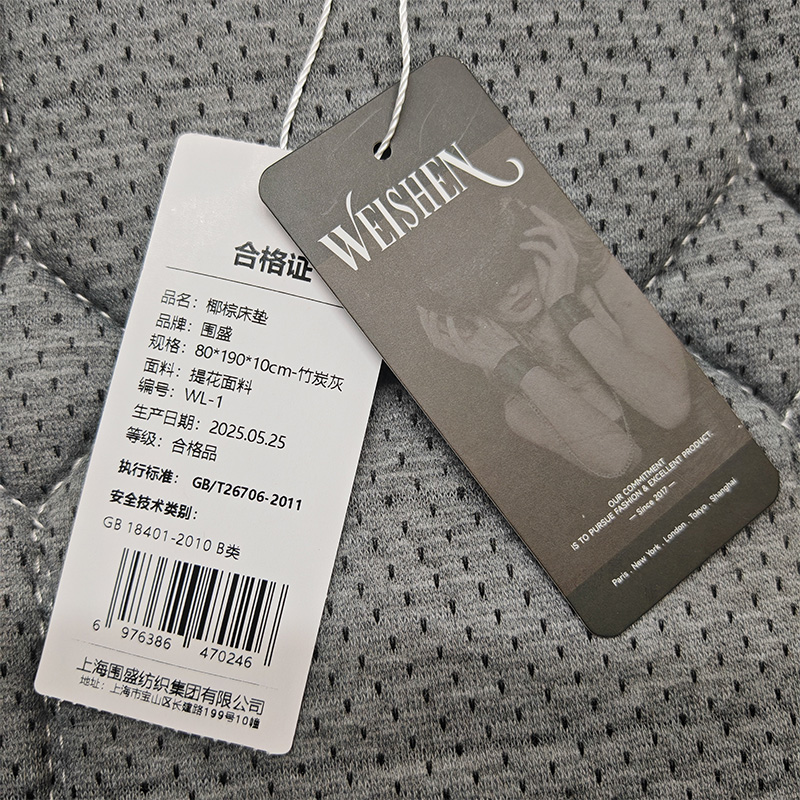 合格证
品名：椰棕床垫
品牌：围盛
规格：80*190*10cm-竹炭灰
面料：提花面料
编号：WL-1
生产日期：2025.05.25
等级：合格品
执行标准：GB/T26706-2011
安全技术类别：
GB 18401-2010 B类
6 976386 470246
上海围盛纺织集团有限公司
地址：上海市宝山区长建路199号10幢
WEISHEN
OUR COMMITMENT
IS TO PURSUE FASHION & EXCELLENT PRODUCT.
— Since 2017 —
Paris . New York . London . Tokyo . Shanghai